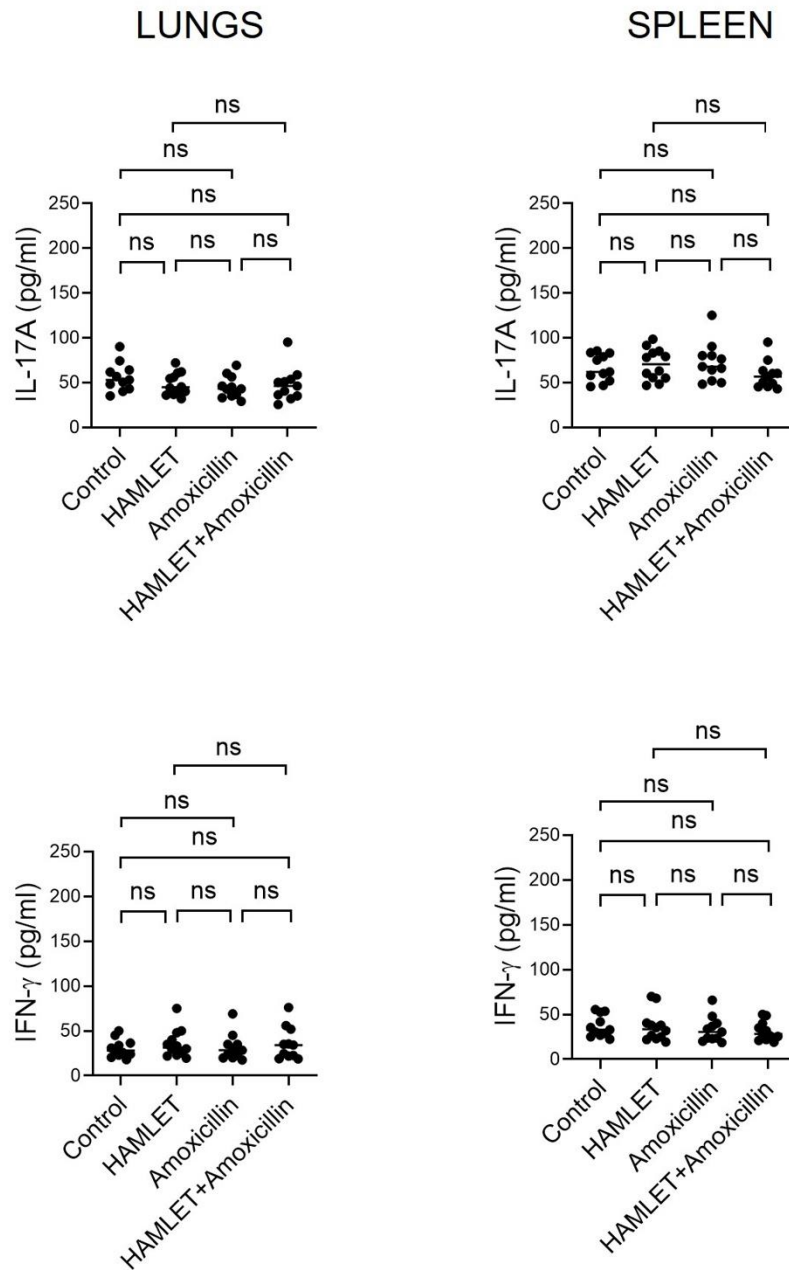 LUNGS
SPLEEN
ns
ns
ns
ns
ns
ns
IL-17A (pg/ml)
250
200
150
100
50
0
Control
HAMLET
Amoxicillin
HAMLET+Amoxicillin
ns
ns
ns
ns
ns
ns
IL-17A (pg/ml)
250
200
150
100
50
0
Control
HAMLET
Amoxicillin
HAMLET+Amoxicillin
ns
ns
ns
ns
ns
ns
IFN-γ (pg/ml)
250
200
150
100
50
0
Control
HAMLET
Amoxicillin
HAMLET+Amoxicillin
ns
ns
ns
ns
ns
ns
IFN-γ (pg/ml)
250
200
150
100
50
0
Control
HAMLET
Amoxicillin
HAMLET+Amoxicillin